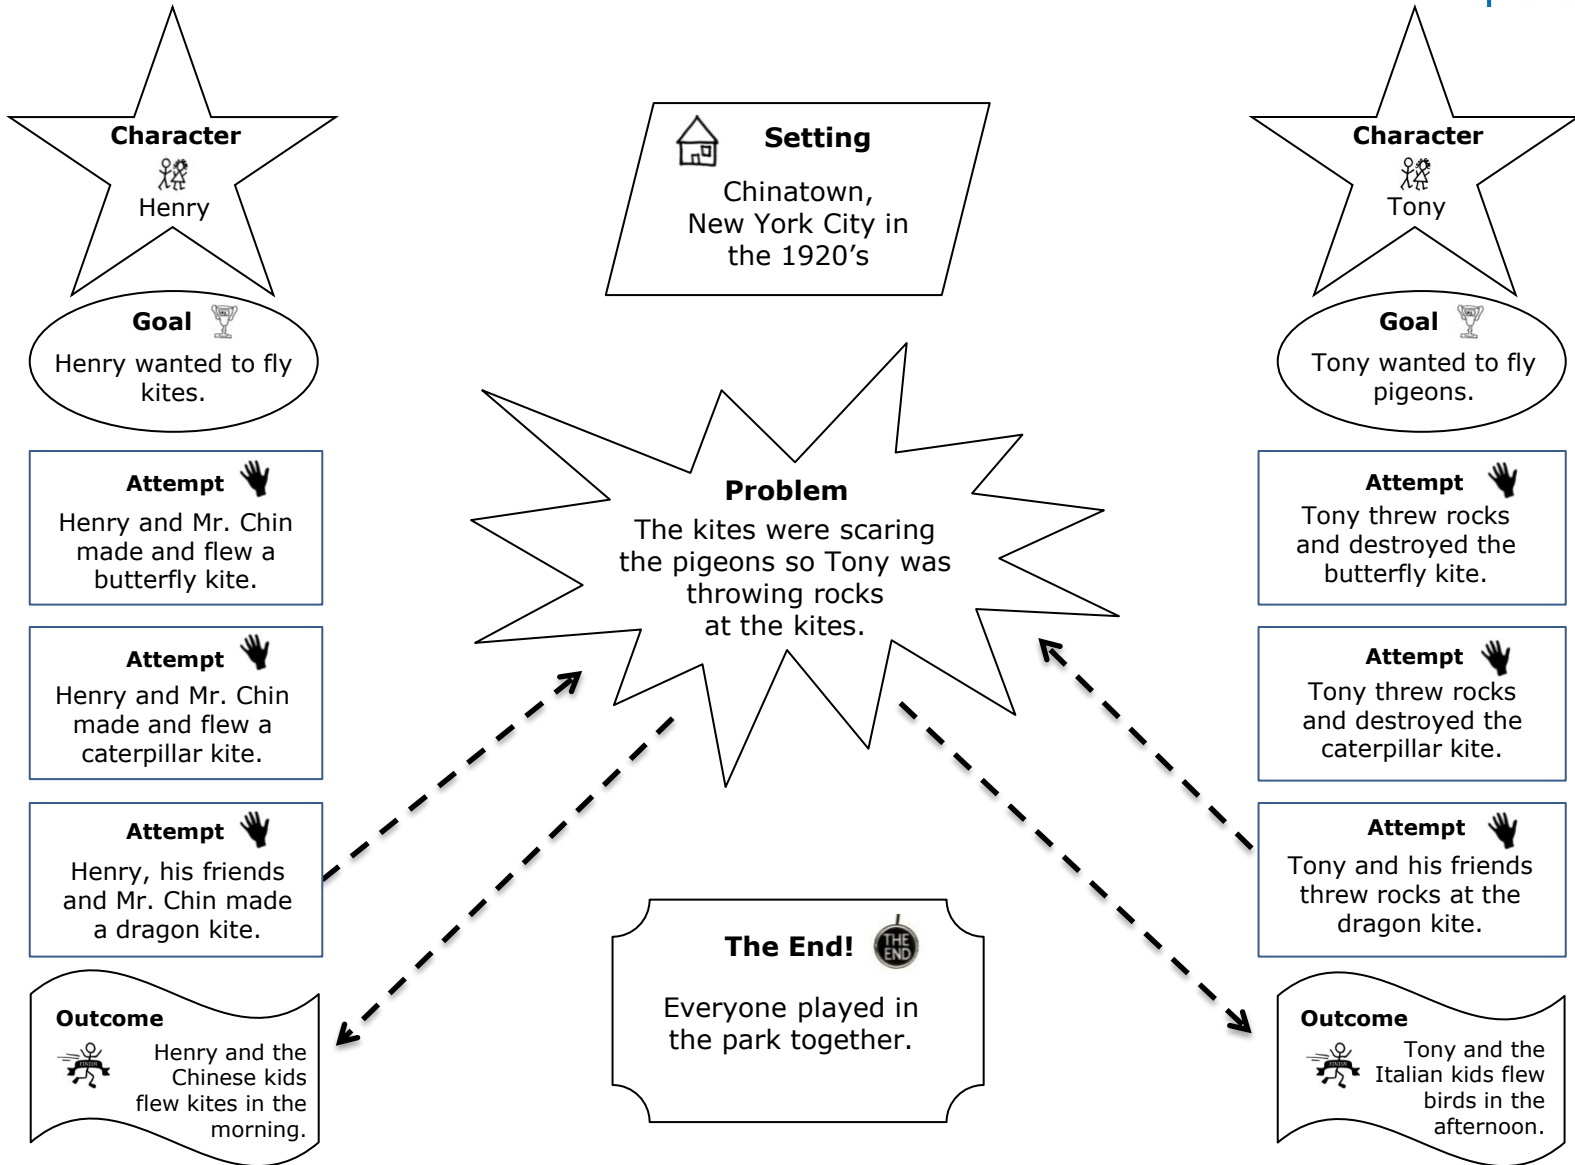 Character
Henry
Goal
Henry wanted to fly
kites.
Attempt
Henry and Mr. Chin
made and flew a
butterfly kite.
Attempt
Henry and Mr. Chin
made and flew a
caterpillar kite.
Attempt
Henry, his friends
and Mr. Chin made
a dragon kite.
Outcome
Henry and the
Chinese kids
flew kites in the
morning.
Setting
Chinatown,
New York City in
the 1920’s
Problem
The kites were scaring
the pigeons so Tony was
throwing rocks
at the kites.
The End!
THE
END
Everyone played in
the park together.
Character
Tony
Goal
Tony wanted to fly
pigeons.
Attempt
Tony threw rocks
and destroyed the
butterfly kite.
Attempt
Tony threw rocks
and destroyed the
caterpillar kite.
Attempt
Tony and his friends
threw rocks at the
dragon kite.
Outcome
Tony and the
Italian kids flew
birds in the
afternoon.